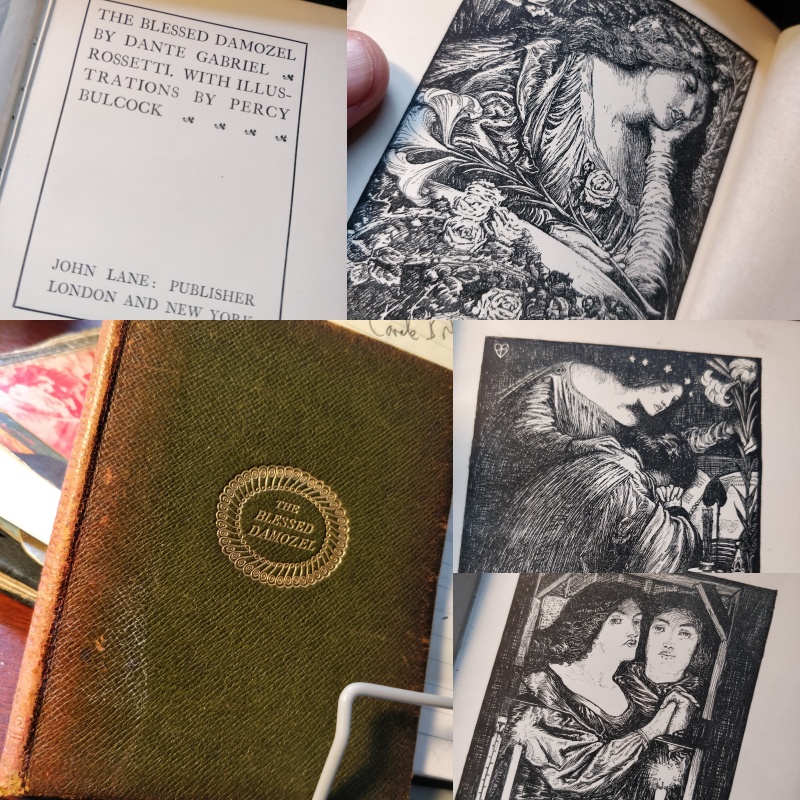 THE BLESSED DAMOZEL
BY DANTE GABRIEL
ROSSETTI. WITH ILLUS-
TRATIONS BY PERCY
BULCOCK
JOHN LANE: PUBLISHER
LONDON AND NEW YORK
THE
BLESSED
DAMOZEL